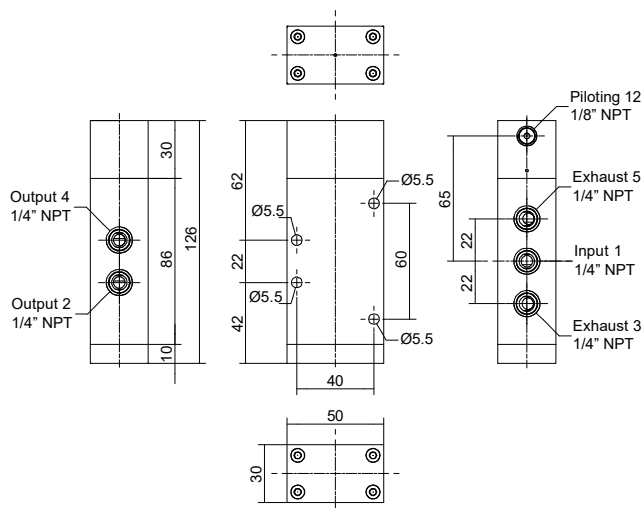 Piloting 12
1/8” NPT
30
62
Ø5.5
65
Exhaust 5
1/4” NPT
Output 4
1/4” NPT
86
126
Ø5.5
22
60
22
Input 1
1/4” NPT
22
Output 2
1/4” NPT
Ø5.5
42
Exhaust 3
1/4” NPT
Ø5.5
10
40
50
30